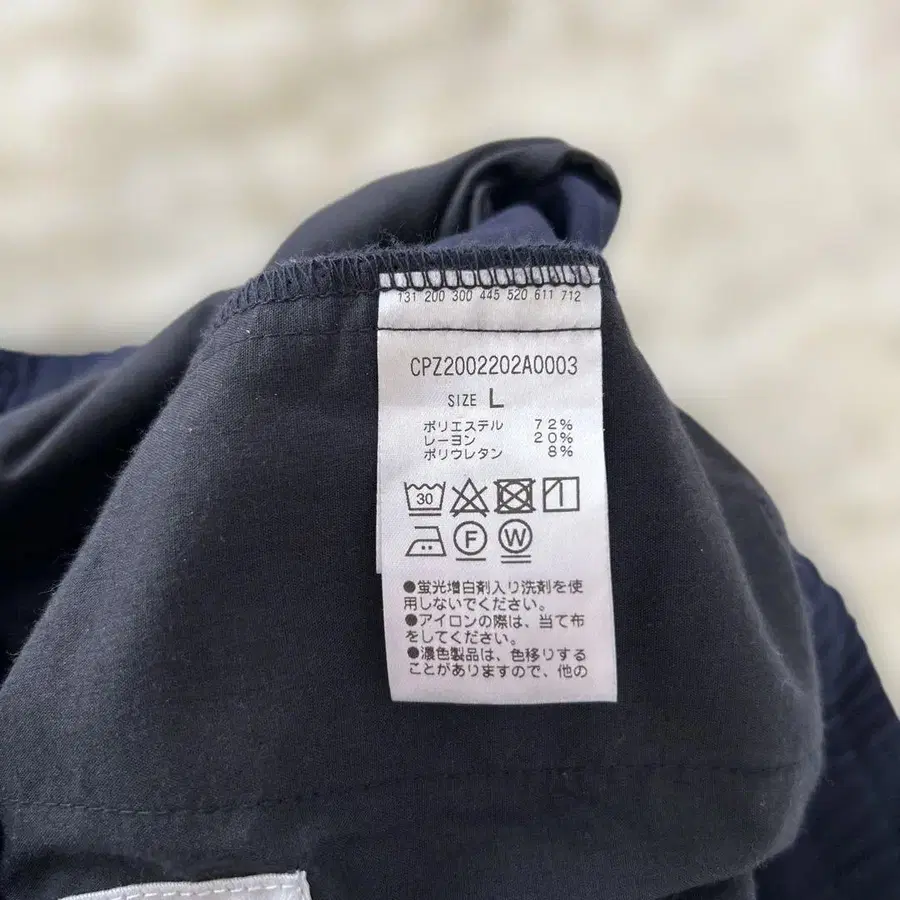 131 200 300 445 520 611 712
CPZ2002202A0003
SIZE L
ポリエステル 72%
レーヨン 20%
ポリウレタン 8%
30
F W
●蛍光増白剤入り洗剤を使
用しないでください。
●アイロンの際は、当て布
をしてください。
●濃色製品は、色移りする
ことがありますので、他の